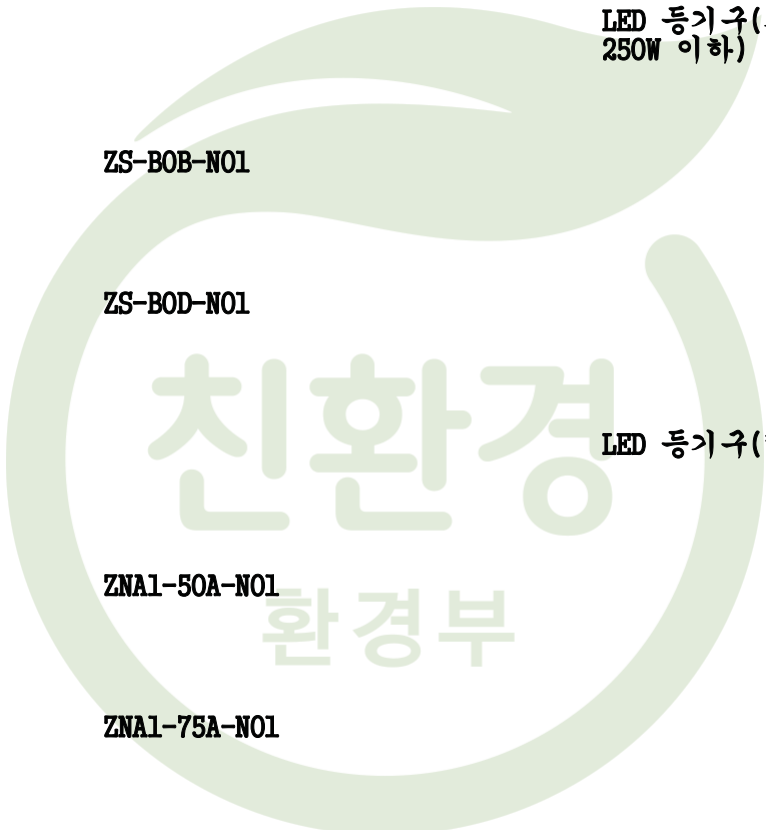 LED 등기구(
250W 이하)
ZS-B0B-N01
ZS-B0D-N01
친환경
LED 등기구(
ZNA1-50A-N01
환경부
ZNA1-75A-N01